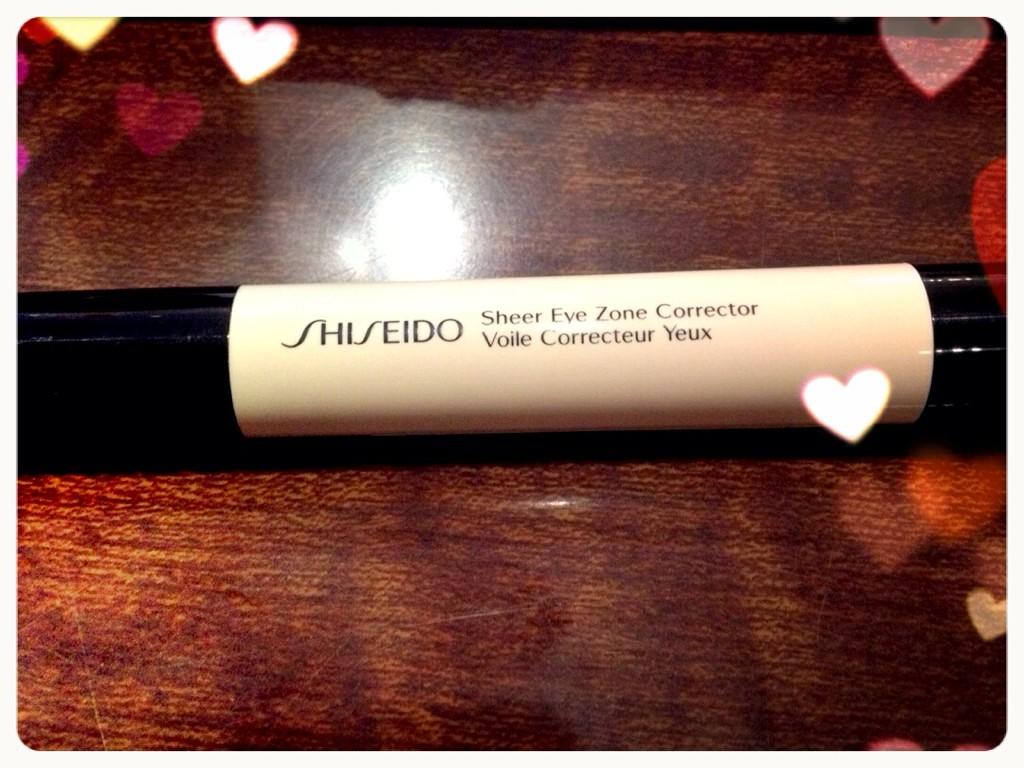 SHISEIDO
Sheer Eye Zone Corrector
Voile Correcteur Yeux